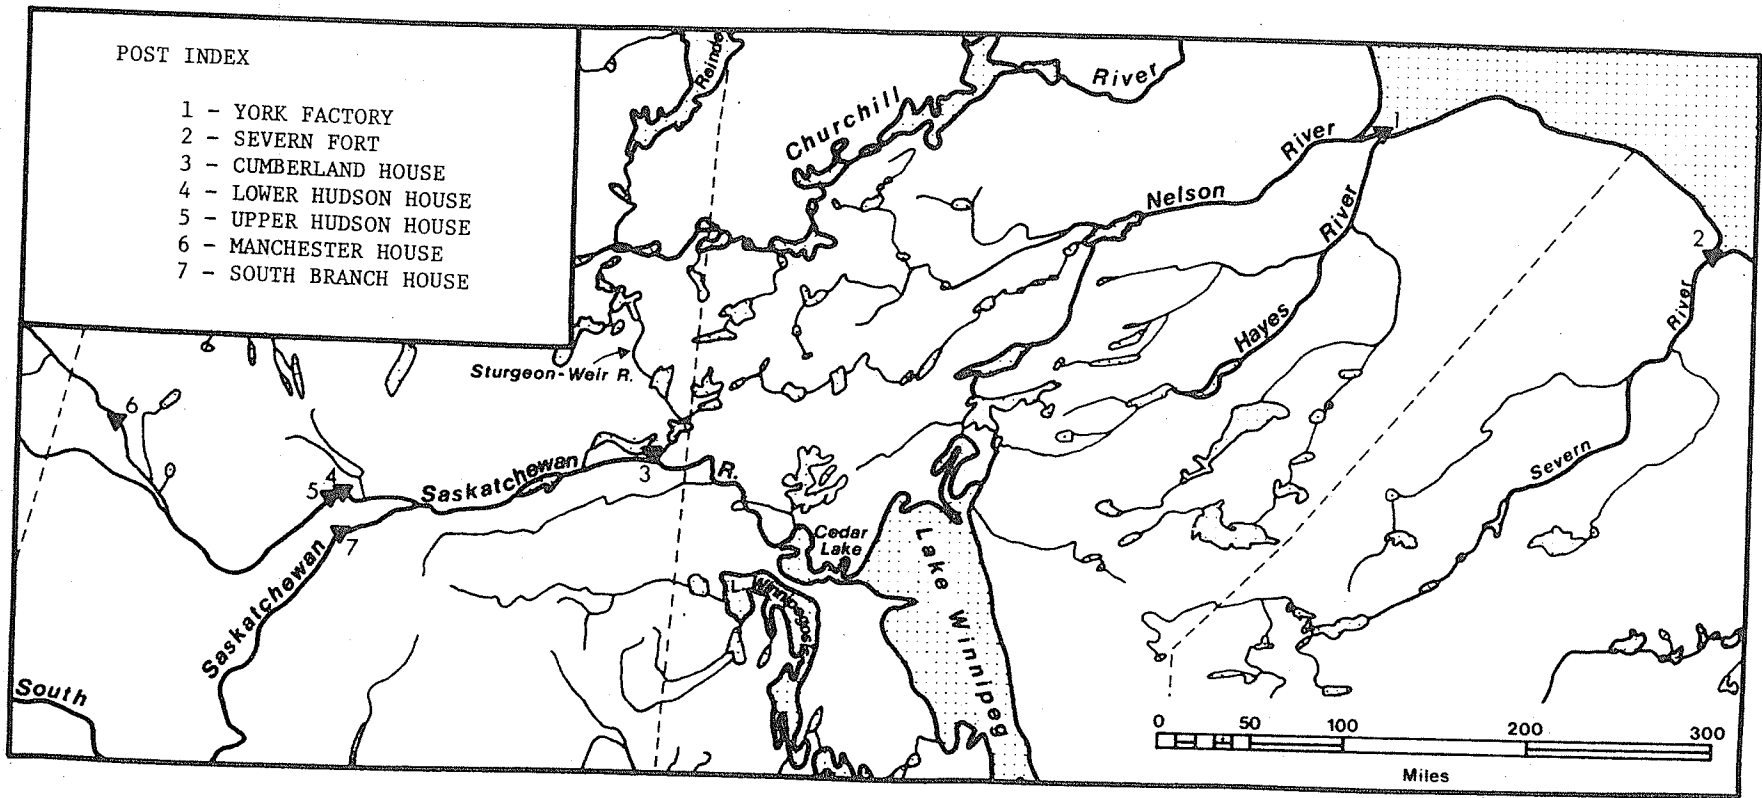 POST INDEX
1 - YORK FACTORY
2 - SEVERN FORT
3 - CUMBERLAND HOUSE
4 - LOWER HUDSON HOUSE
5 - UPPER HUDSON HOUSE
6 - MANCHESTER HOUSE
7 - SOUTH BRANCH HOUSE
Reinde
Churchill
River
1
River
Nelson
River
2
River
Hayes
Sturgeon-Weir R.
6
Severn
4
5
Saskatchewan
3
R.
7
Cedar
Lake
Lake Winnipeg
L. Winnipegosis
Saskatchewan
South
0 50 100 200 300
Miles